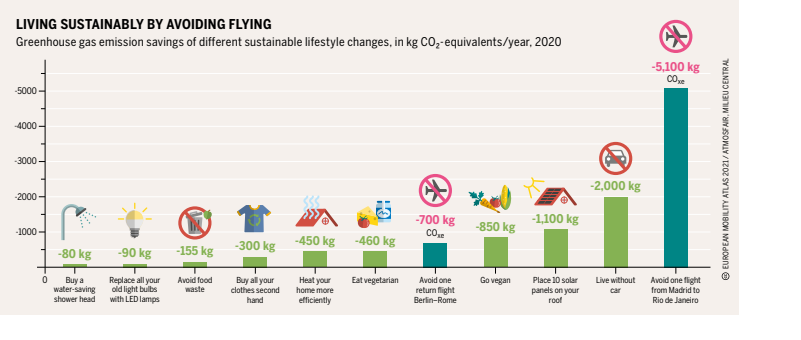 LIVING SUSTAINABLY BY AVOIDING FLYING
Greenhouse gas emission savings of different sustainable lifestyle changes, in kg CO₂-equivalents/year, 2020
-5000
-4000
-3000
-2000
-1000
0
-80 kg
-90 kg
-155 kg
-300 kg
-450 kg
-460 kg
-700 kg
COxe
-850 kg
-1,100 kg
-2,000 kg
-5,100 kg
COxe
Buy a
water-saving
shower head
Replace all your
old light bulbs
with LED lamps
Avoid food
waste
Buy all your
clothes second
hand
Heat your
home more
efficiently
Eat vegetarian
Avoid one
return flight
Berlin–Rome
Go vegan
Place 10 solar
panels on your
roof
Live without
car
Avoid one flight
from Madrid to
Rio de Janeiro
© EUROPEAN MOBILITY ATLAS 2021 / ATMOSFAIR, MILIEU CENTRAL